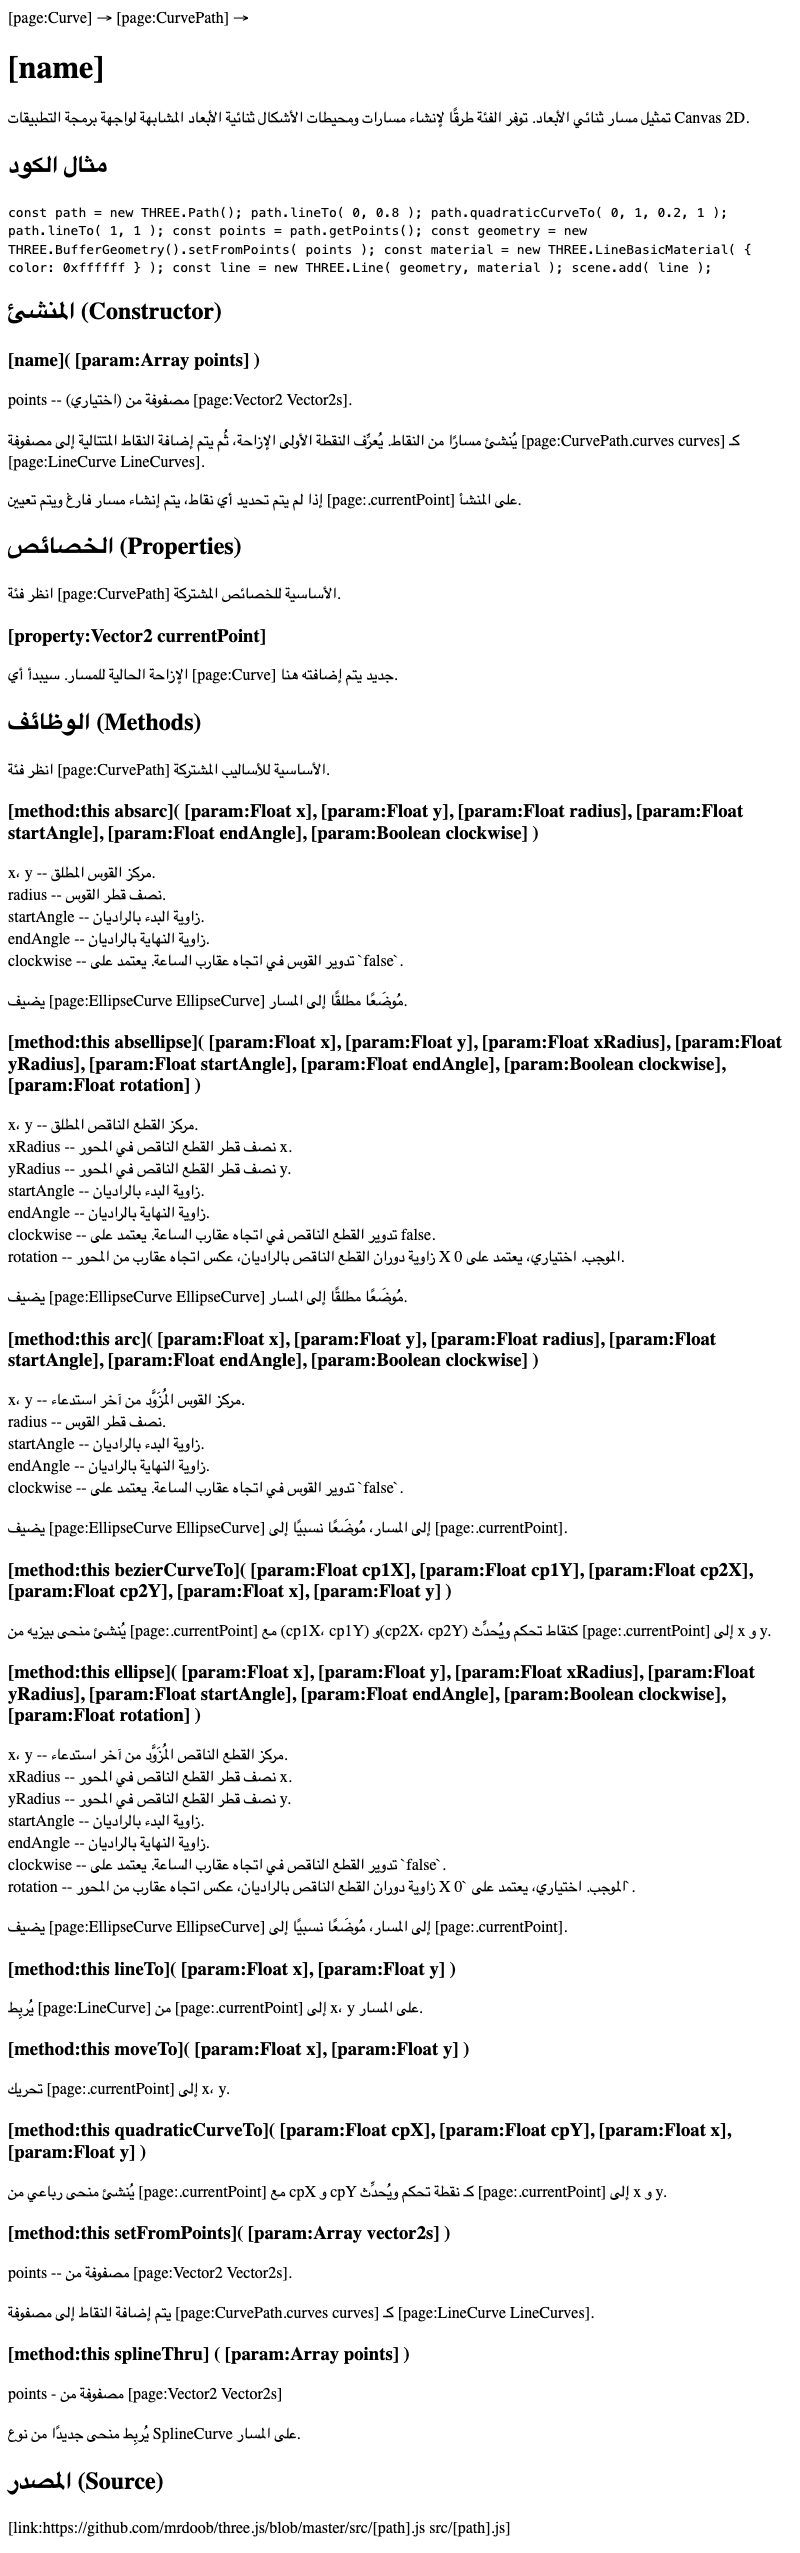 [page:Curve] → [page:CurvePath] →
[name]
تمثيل مسار ثنائي الأبعاد. توفر الفئة طرقًا لإنشاء مسارات ومحيطات الأشكال ثنائية الأبعاد المشابهة لواجهة برمجة التطبيقات Canvas 2D.
مثال الكود
const path = new THREE.Path(); path.lineTo( 0, 0.8 ); path.quadraticCurveTo( 0, 1, 0.2, 1 );
path.lineTo( 1, 1 ); const points = path.getPoints(); const geometry = new
THREE.BufferGeometry().setFromPoints( points ); const material = new THREE.LineBasicMaterial( {
color: 0xffffff } ); const line = new THREE.Line( geometry, material ); scene.add( line );
المنشئ (Constructor)
[name]( [param:Array points] )
points -- (اختياري) مصفوفة من [page:Vector2 Vector2s].
يُنشئ مسارًا من النقاط. يُعرِّف النقطة الأولى الإزاحة، ثُم يتم إضافة النقاط المتتالية إلى مصفوفة [page:CurvePath.curves curves] كـ
[page:LineCurve LineCurves].
إذا لم يتم تحديد أي نقاط، يتم إنشاء مسار فارغ ويتم تعيين [page:.currentPoint] على المنشأ.
الخصائص (Properties)
انظر فئة [page:CurvePath] الأساسية للخصائص المشتركة.
[property:Vector2 currentPoint]
الإزاحة الحالية للمسار. سيبدأ أي [page:Curve] جديد يتم إضافته هنا.
الوظائف (Methods)
انظر فئة [page:CurvePath] الأساسية للأساليب المشتركة.
[method:this absarc]( [param:Float x], [param:Float y], [param:Float radius], [param:Float
startAngle], [param:Float endAngle], [param:Boolean clockwise] )
x، y -- مركز القوس المطلق.
radius -- نصف قطر القوس.
startAngle -- زاوية البدء بالراديان.
endAngle -- زاوية النهاية بالراديان.
clockwise -- تدوير القوس في اتجاه عقارب الساعة. يعتمد على `false`.
يضيف [page:EllipseCurve EllipseCurve] مُوضَعًا مطلقًا إلى المسار.
[method:this absellipse]( [param:Float x], [param:Float y], [param:Float xRadius], [param:Float
yRadius], [param:Float startAngle], [param:Float endAngle], [param:Boolean clockwise],
[param:Float rotation] )
x، y -- مركز القطع الناقص المطلق.
xRadius -- نصف قطر القطع الناقص في المحور x.
yRadius -- نصف قطر القطع الناقص في المحور y.
startAngle -- زاوية البدء بالراديان.
endAngle -- زاوية النهاية بالراديان.
clockwise -- تدوير القطع الناقص في اتجاه عقارب الساعة. يعتمد على false.
rotation -- زاوية دوران القطع الناقص بالراديان، عكس اتجاه عقارب من المحور X الموجب. اختياري، يعتمد على 0.
يضيف [page:EllipseCurve EllipseCurve] مُوضَعًا مطلقًا إلى المسار.
[method:this arc]( [param:Float x], [param:Float y], [param:Float radius], [param:Float
startAngle], [param:Float endAngle], [param:Boolean clockwise] )
x، y -- مركز القوس المُزَوَّد من آخر استدعاء.
radius -- نصف قطر القوس.
startAngle -- زاوية البدء بالراديان.
endAngle -- زاوية النهاية بالراديان.
clockwise -- تدوير القوس في اتجاه عقارب الساعة. يعتمد على `false`.
يضيف [page:EllipseCurve EllipseCurve] إلى المسار، مُوضَعًا نسبيًا إلى [page:.currentPoint].
[method:this bezierCurveTo]( [param:Float cp1X], [param:Float cp1Y], [param:Float cp2X],
[param:Float cp2Y], [param:Float x], [param:Float y] )
يُنشئ منحى بيزيه من [page:.currentPoint] مع (cp1X، cp1Y) و(cp2X، cp2Y) كنقاط تحكم ويُحدِّث [page:.currentPoint] إلى x و y.
[method:this ellipse]( [param:Float x], [param:Float y], [param:Float xRadius], [param:Float
yRadius], [param:Float startAngle], [param:Float endAngle], [param:Boolean clockwise],
[param:Float rotation] )
x، y -- مركز القطع الناقص المُزَوَّد من آخر استدعاء.
xRadius -- نصف قطر القطع الناقص في المحور x.
yRadius -- نصف قطر القطع الناقص في المحور y.
startAngle -- زاوية البدء بالراديان.
endAngle -- زاوية النهاية بالراديان.
clockwise -- تدوير القطع الناقص في اتجاه عقارب الساعة. يعتمد على `false`.
rotation -- زاوية دوران القطع الناقص بالراديان، عكس اتجاه عقارب من المحور X الموجب. اختياري، يعتمد على `0`.
يضيف [page:EllipseCurve EllipseCurve] إلى المسار، مُوضَعًا نسبيًا إلى [page:.currentPoint].
[method:this lineTo]( [param:Float x], [param:Float y] )
يُربِط [page:LineCurve] من [page:.currentPoint] إلى x، y على المسار.
[method:this moveTo]( [param:Float x], [param:Float y] )
تحريك [page:.currentPoint] إلى x، y.
[method:this quadraticCurveTo]( [param:Float cpX], [param:Float cpY], [param:Float x],
[param:Float y] )
يُنشئ منحى رباعي من [page:.currentPoint] مع cpX و cpY كـ نقطة تحكم ويُحدِّث [page:.currentPoint] إلى x و y.
[method:this setFromPoints]( [param:Array vector2s] )
points -- مصفوفة من [page:Vector2 Vector2s].
يتم إضافة النقاط إلى مصفوفة [page:CurvePath.curves curves] كـ [page:LineCurve LineCurves].
[method:this splineThru] ( [param:Array points] )
points - مصفوفة من [page:Vector2 Vector2s]
يُربِط منحى جديدًا من نوع SplineCurve على المسار.
المصدر (Source)
[link:https://github.com/mrdoob/three.js/blob/master/src/[path].js src/[path].js]